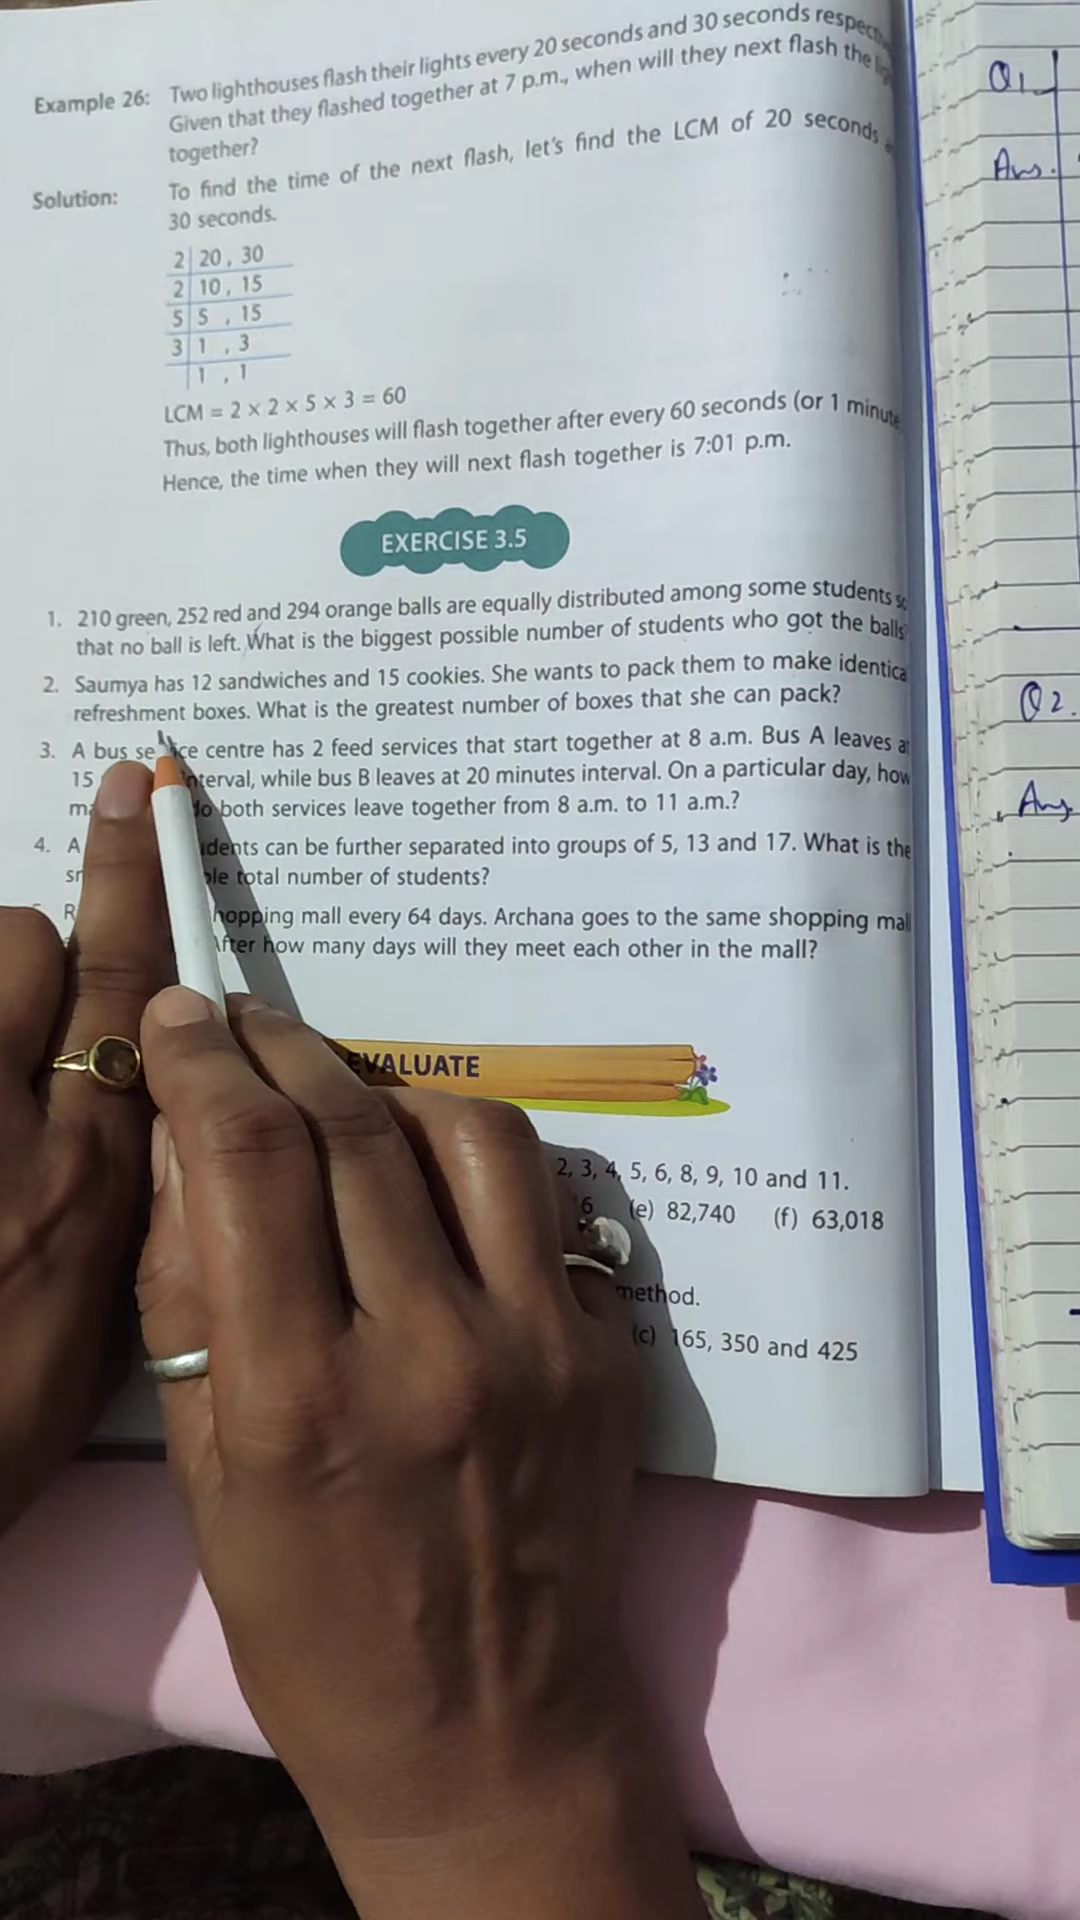 Example 26: Two lighthouses flash their lights every 20 seconds and 30 seconds
Given that they flashed together at 7 p.m., when will they next flash the
together?
Solution: To find the time of the next flash, let's find the LCM of 20 seconds
30 seconds.
2 20, 30
2 10, 15
5 5, 15
3 1, 3
1, 1
LCM = 2 × 2 × 5 × 3 = 60
Thus, both lighthouses will flash together after every 60 seconds (or 1 minute
Hence, the time when they will next flash together is 7:01 p.m.
EXERCISE 3.5
1. 210 green, 252 red and 294 orange balls are equally distributed among some students so
that no ball is left. What is the biggest possible number of students who got the balls
2. Saumya has 12 sandwiches and 15 cookies. She wants to pack them to make identica
refreshment boxes. What is the greatest number of boxes that she can pack?
3. A bus se ice centre has 2 feed services that start together at 8 a.m. Bus A leaves a
15 nterval, while bus B leaves at 20 minutes interval. On a particular day, how
ma do both services leave together from 8 a.m. to 11 a.m.?
4. A dents can be further separated into groups of 5, 13 and 17. What is the
total number of students?
R hopping mall every 64 days. Archana goes to the same shopping mal
After how many days will they meet each other in the mall?
EVALUATE
2, 3, 4, 5, 6, 8, 9, 10 and 11.
6 (e) 82,740 (f) 63,018
method.
(c) 165, 350 and 425
Q1
Ans.
Q2.
Ans.